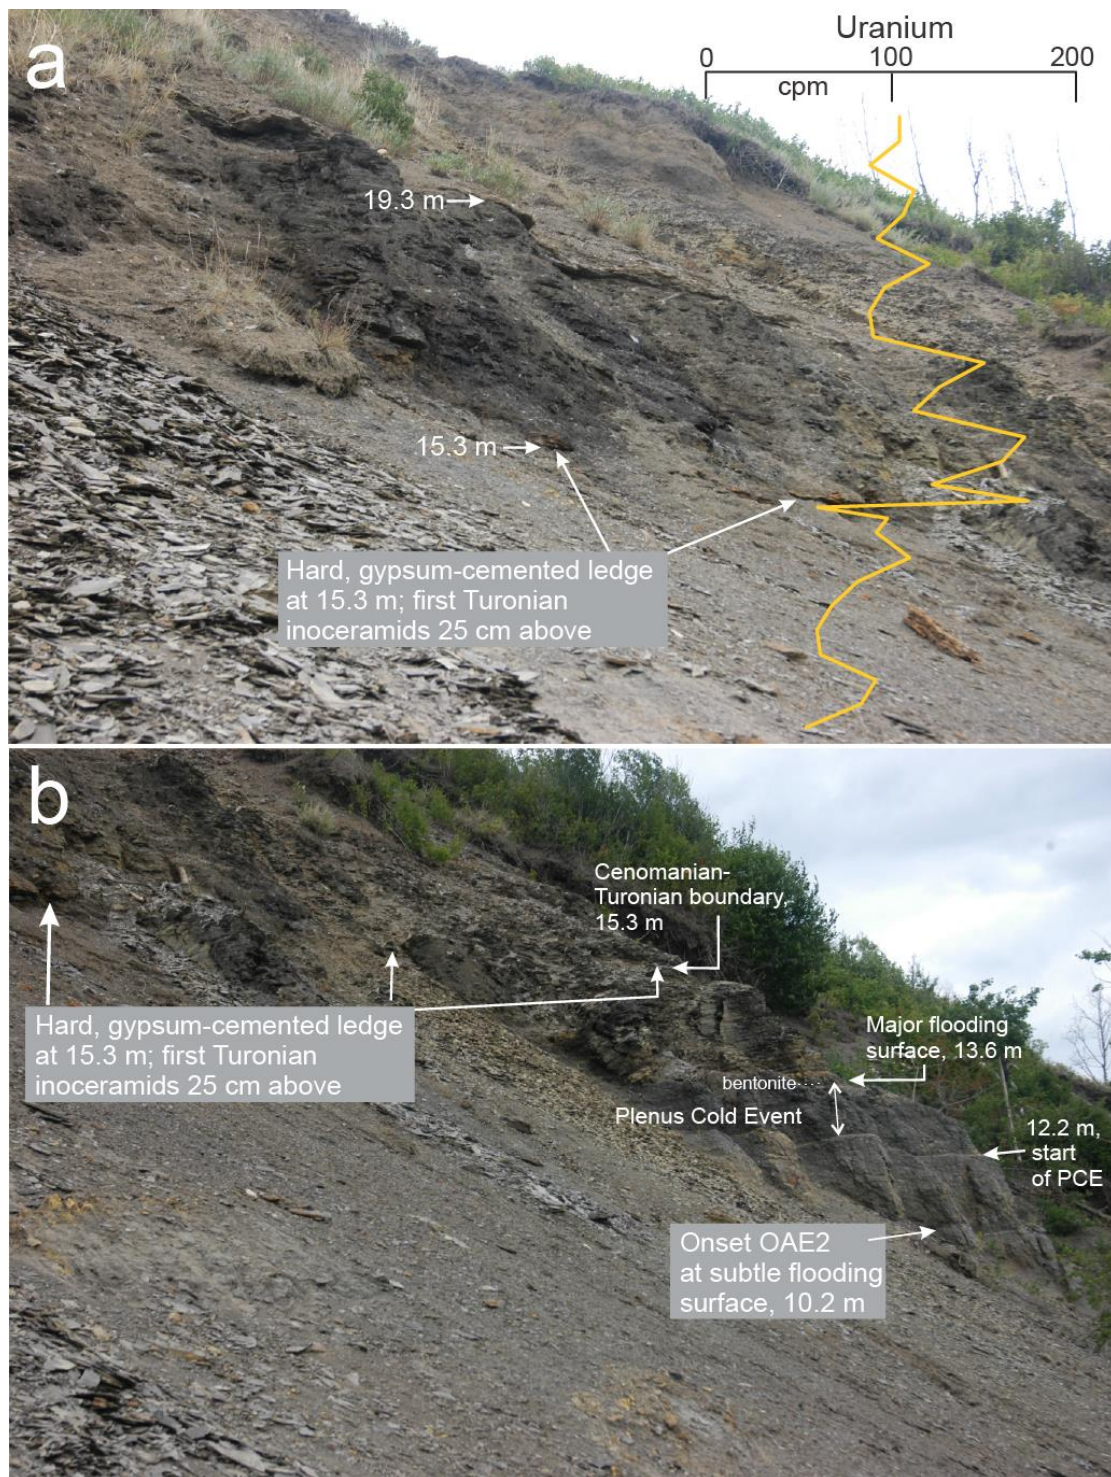 a
Uranium
0
100
200
cpm
19.3 m
15.3 m
Hard, gypsum-cemented ledge
at 15.3 m; first Turonian
inoceramids 25 cm above
b
Cenomanian-
Turonian boundary,
15.3 m
Hard, gypsum-cemented ledge
at 15.3 m; first Turonian
inoceramids 25 cm above
Major flooding
surface, 13.6 m
bentonite
Plenus Cold Event
12.2 m,
start
of PCE
Onset OAE2
at subtle flooding
surface, 10.2 m